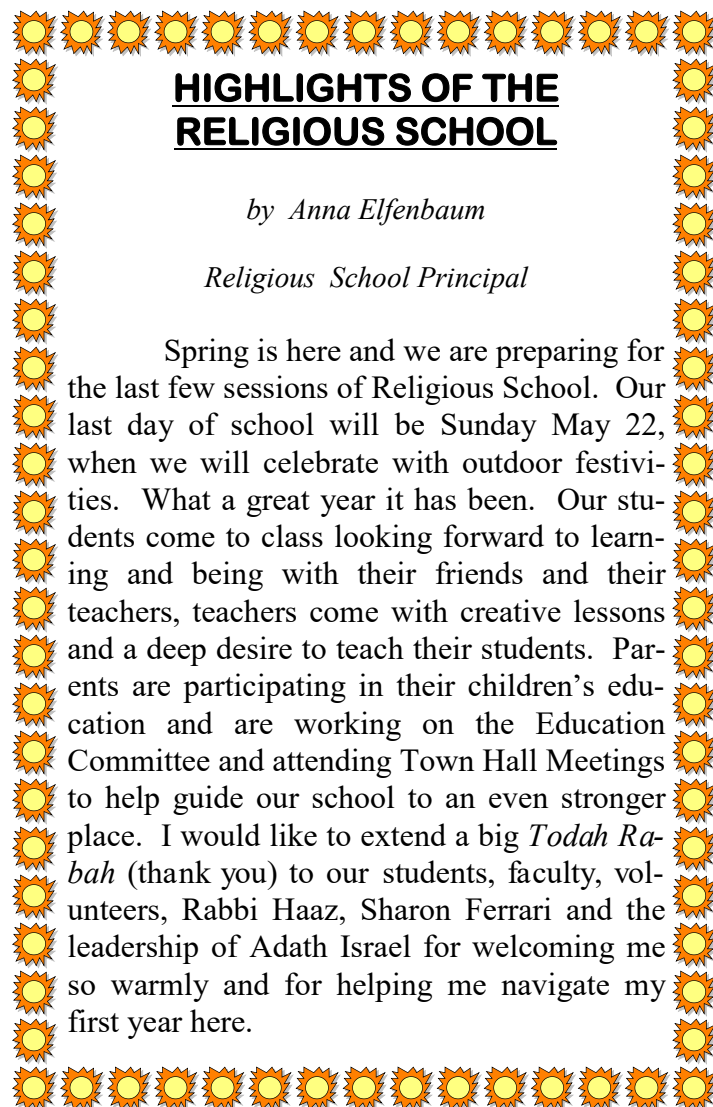 HIGHLIGHTS OF THE
RELIGIOUS SCHOOL
by Anna Elfenbaum
Religious School Principal
Spring is here and we are preparing for
the last few sessions of Religious School. Our
last day of school will be Sunday May 22,
when we will celebrate with outdoor festivi-
ties. What a great year it has been. Our stu-
dents come to class looking forward to learn-
ing and being with their friends and their
teachers, teachers come with creative lessons
and a deep desire to teach their students. Par-
ents are participating in their children’s edu-
cation and are working on the Education
Committee and attending Town Hall Meetings
to help guide our school to an even stronger
place. I would like to extend a big Todah Ra-
bah (thank you) to our students, faculty, vol-
unteers, Rabbi Haaz, Sharon Ferrari and the
leadership of Adath Israel for welcoming me
so warmly and for helping me navigate my
first year here.